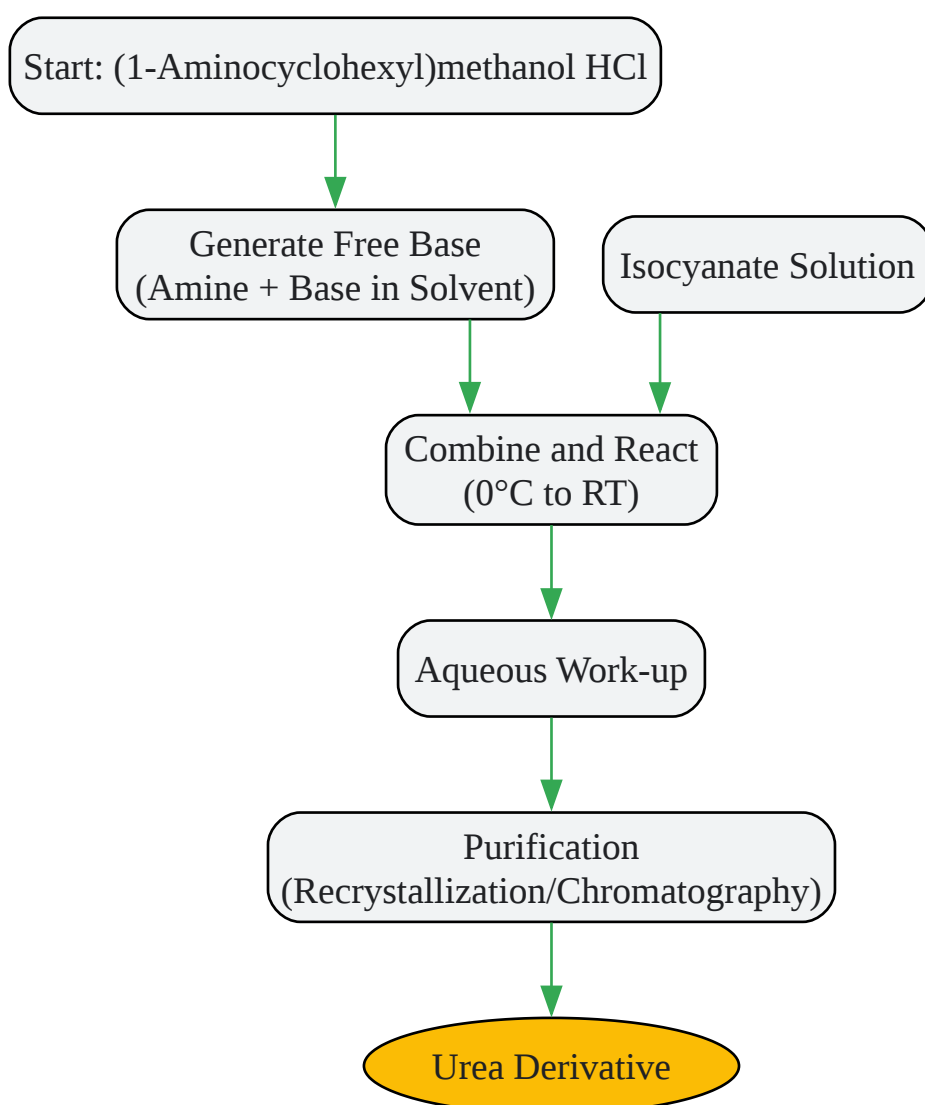 Start: (1-Aminocyclohexyl)methanol HCl
Generate Free Base
(Amine + Base in Solvent)
Isocyanate Solution
Combine and React
(0°C to RT)
Aqueous Work-up
Purification
(Recrystallization/Chromatography)
Urea Derivative